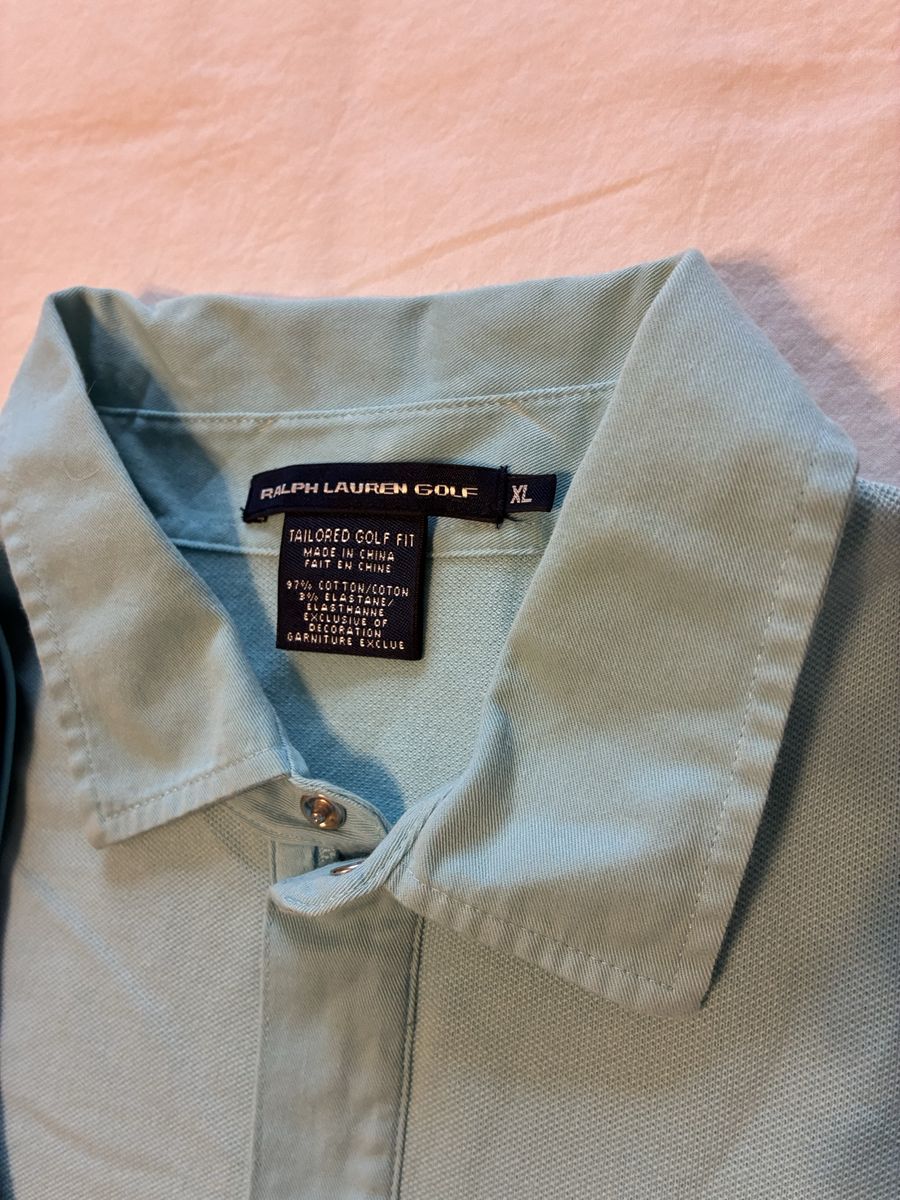 RALPH LAUREN GOLF XL
TAILORED GOLF FIT
MADE IN CHINA
FAIT EN CHINE
97% COTTON/COTON
3% ELASTANE/
ELASTHANNE
EXCLUSIVE OF
DECORATION
GARNITURE EXCLUE